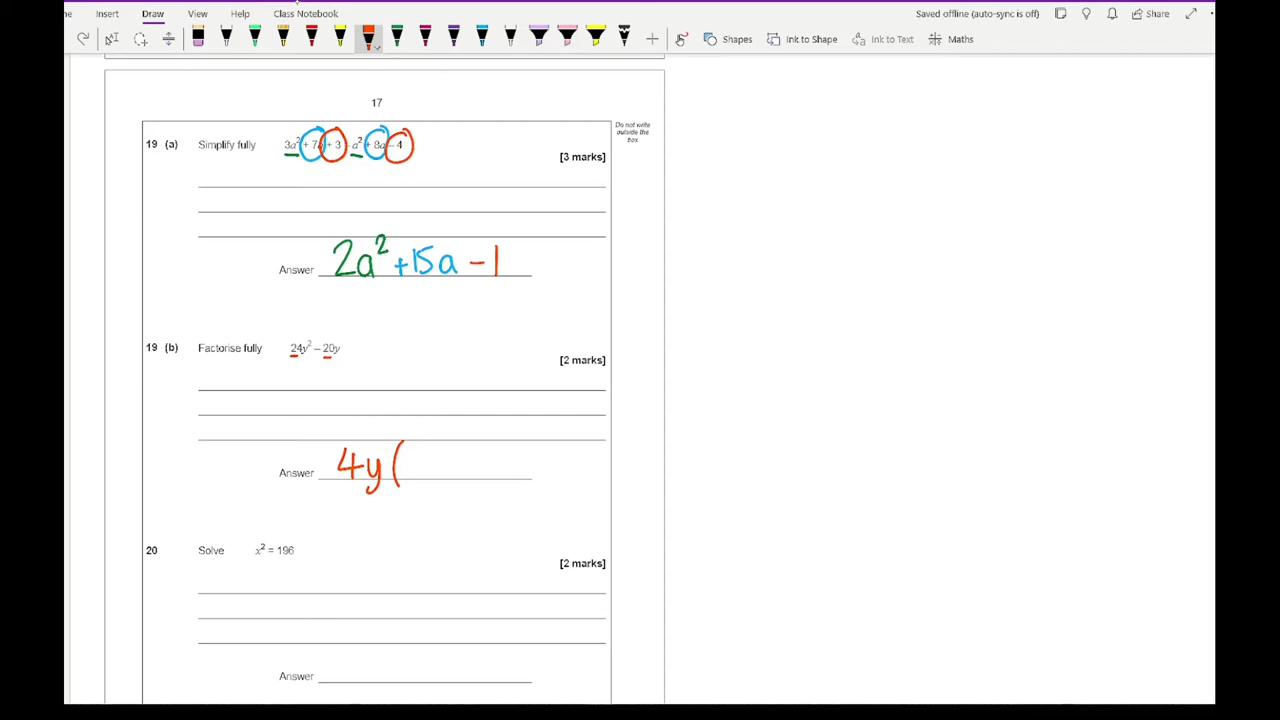 Insert Draw View Help Class Notebook Saved offline (auto-sync is off) Share
Shapes Ink to Shape Ink to Text Maths
17
Do not write
outside the
box
19 (a) Simplify fully 3a² + 7a + 3 – a² + 8a – 4
[3 marks]
Answer 2a² +15a -1
19 (b) Factorise fully 24y² – 20y
[2 marks]
Answer 4y (
20 Solve x² = 196
[2 marks]
Answer